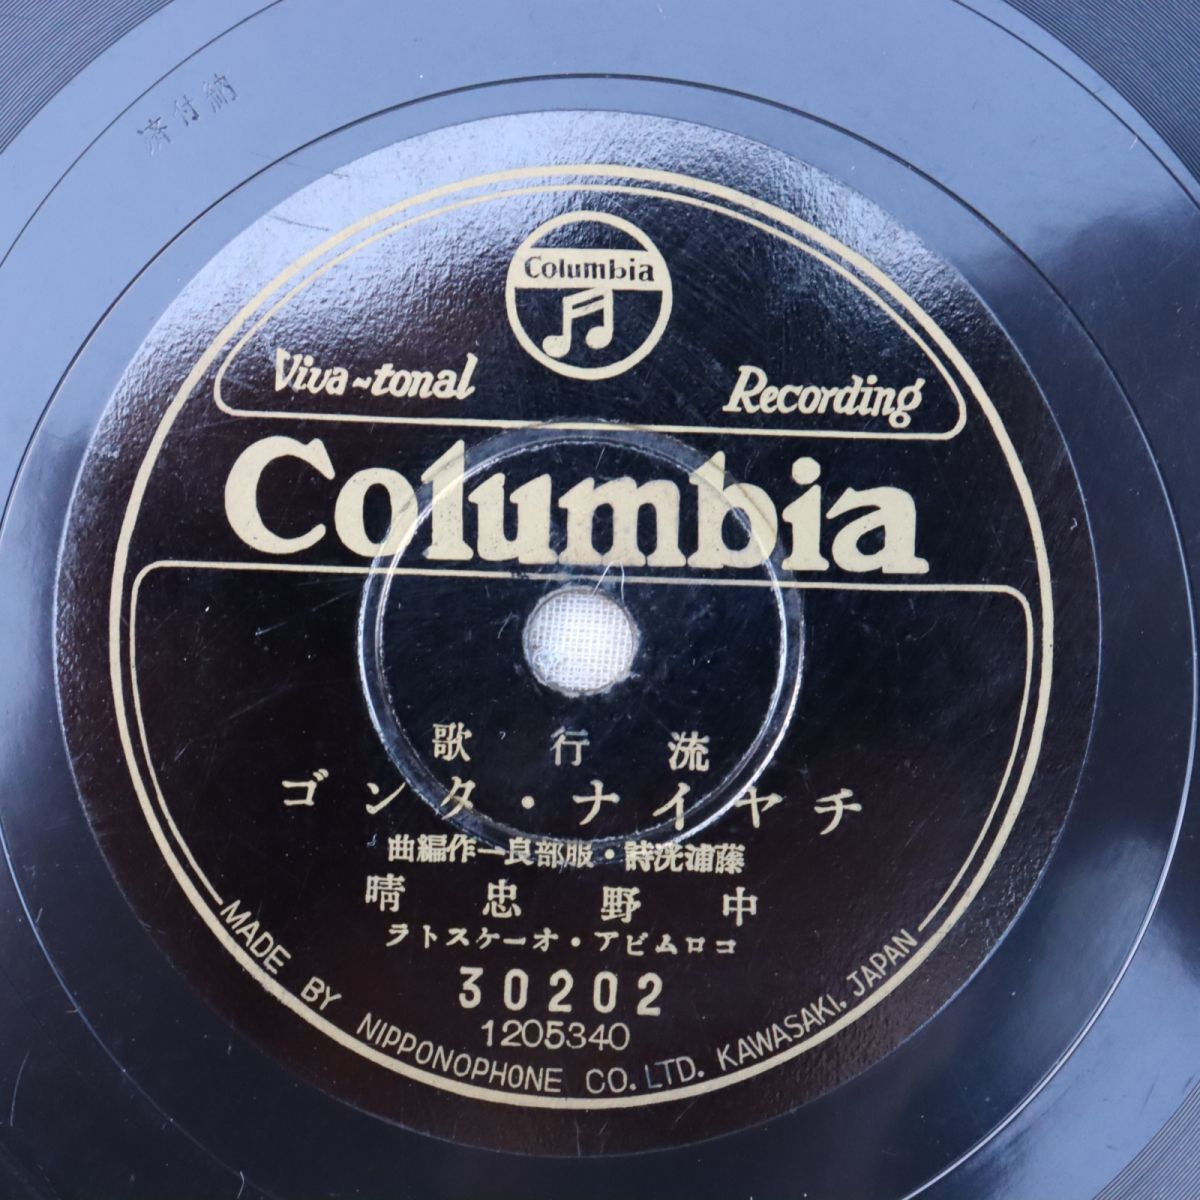 納付済
Columbia
Viva-tonal Recording
Columbia
流行歌
チヤイナ・タンゴ
藤浦洸詩・服部良一作編曲
中野忠晴
コロムビア・オーケストラ
30202
1205340
MADE BY NIPPONOPHONE CO. LTD. KAWASAKI, JAPAN